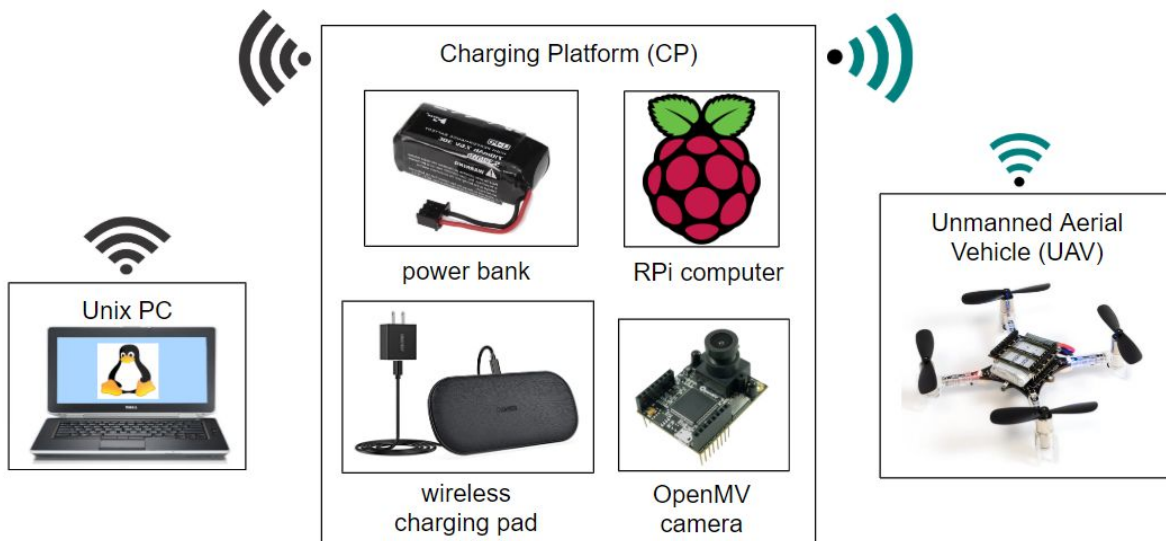 Charging Platform (CP)
power bank
RPi computer
wireless
charging pad
OpenMV
camera
Unix PC
Unmanned Aerial
Vehicle (UAV)